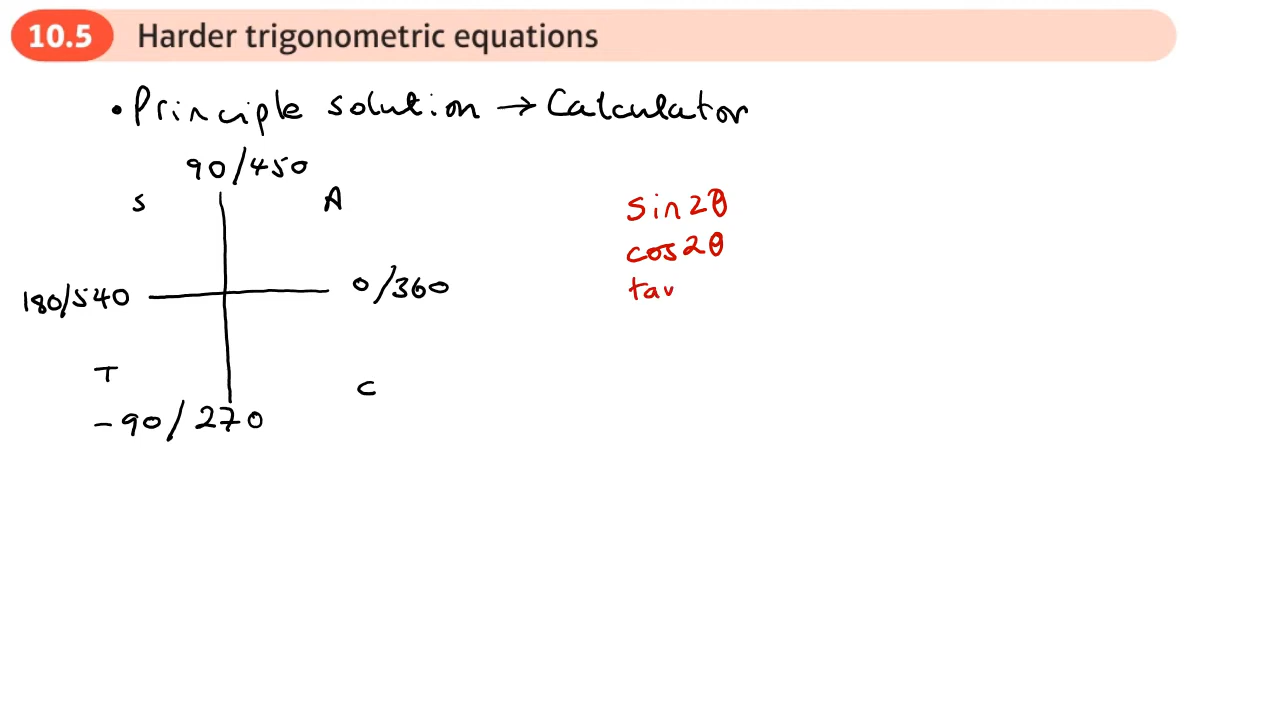 10.5 Harder trigonometric equations
• Principle solution → Calculator
90/450
S A
180/540 0/360
T C
-90/270
sin2θ
cos2θ
tan